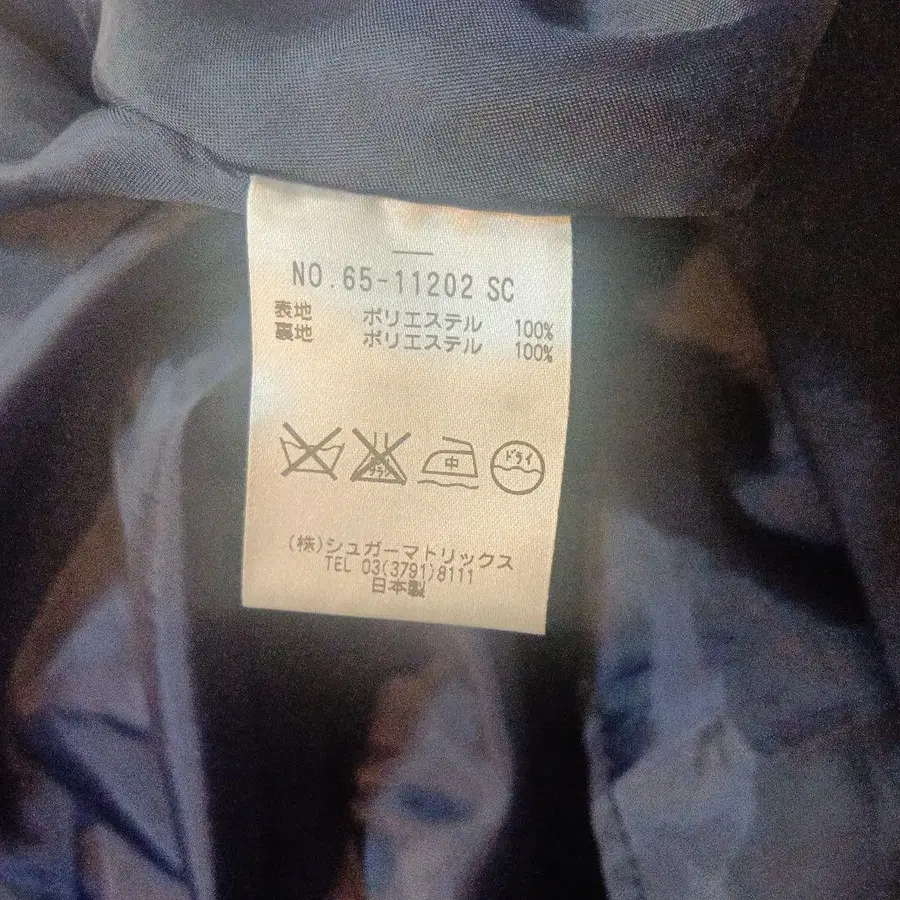 NO.65-11202 SC
表地 ポリエステル 100%
裏地 ポリエステル 100%
中 ドライ
(株)シュガーマトリックス
TEL 03(3791)8111
日本製